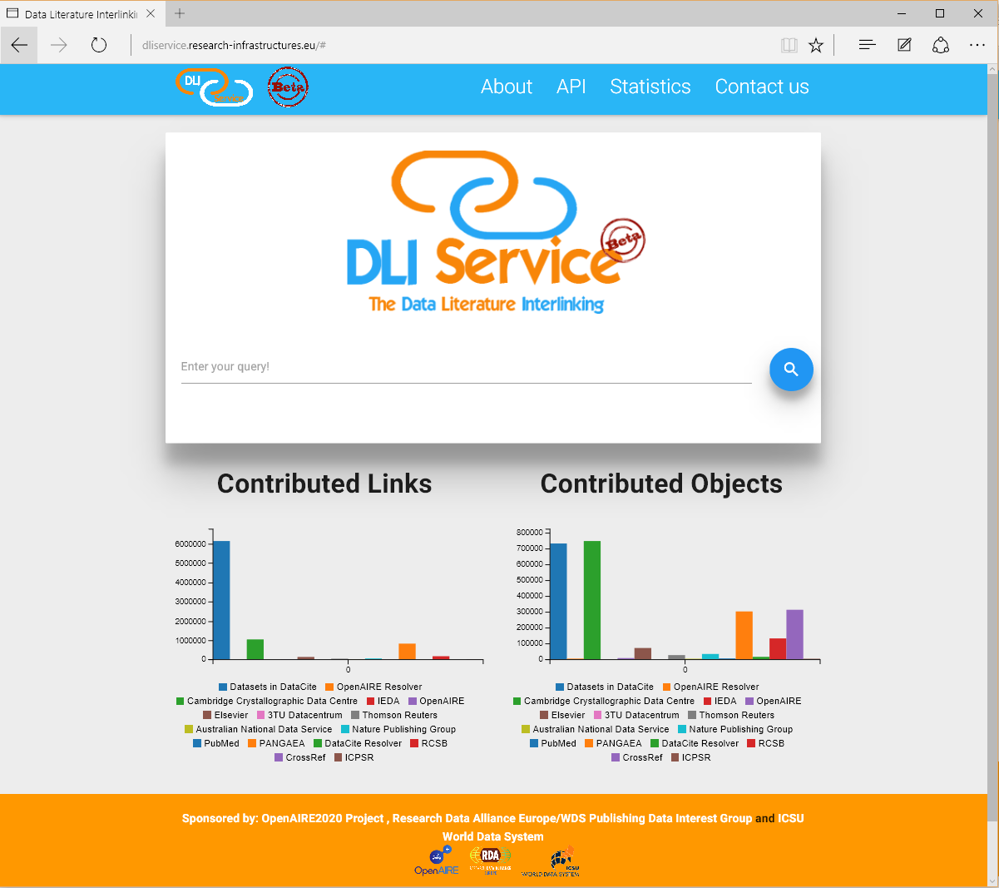 Data Literature Interlinki
dliservice.research-infrastructures.eu/#
DLI
Service
Beta
About API Statistics Contact us
DLI Service
Beta
The Data Literature Interlinking
Enter your query!
Contributed Links
6000000
5000000
4000000
3000000
2000000
1000000
0
0
Datasets in DataCite OpenAIRE Resolver
Cambridge Crystallographic Data Centre IEDA OpenAIRE
Elsevier 3TU Datacentrum Thomson Reuters
Australian National Data Service Nature Publishing Group
PubMed PANGAEA DataCite Resolver RCSB
CrossRef ICPSR
Contributed Objects
800000
700000
600000
500000
400000
300000
200000
100000
0
0
Datasets in DataCite OpenAIRE Resolver
Cambridge Crystallographic Data Centre IEDA OpenAIRE
Elsevier 3TU Datacentrum Thomson Reuters
Australian National Data Service Nature Publishing Group
PubMed PANGAEA DataCite Resolver RCSB
CrossRef ICPSR
Sponsored by: OpenAIRE2020 Project , Research Data Alliance Europe/WDS Publishing Data Interest Group and ICSU
World Data System
OpenAIRE
RDA
ICSU
WORLD DATA SYSTEM